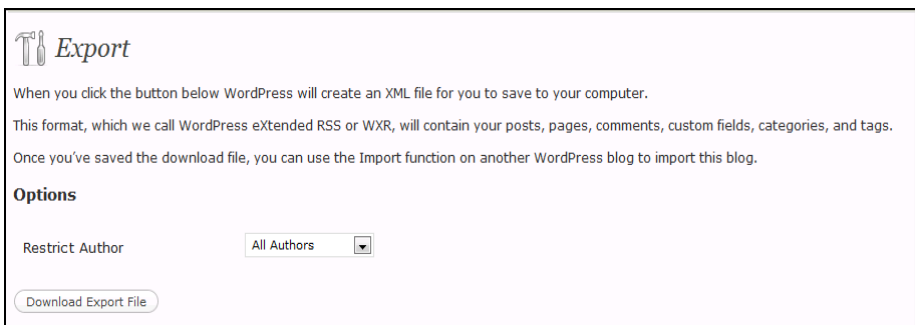 Export
When you click the button below WordPress will create an XML file for you to save to your computer.
This format, which we call WordPress eXtended RSS or WXR, will contain your posts, pages, comments, custom fields, categories, and tags.
Once you've saved the download file, you can use the Import function on another WordPress blog to import this blog.
Options
Restrict Author All Authors
Download Export File